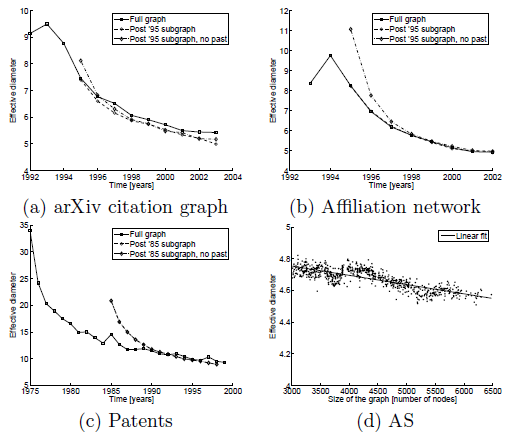 Effective diameter
10
9
8
7
6
5
4
1992
1994
1996
1998
2000
2002
2004
Time [years]
Full graph
Post '95 subgraph
Post '95 subgraph, no past
(a) arXiv citation graph
Effective diameter
12
11
10
9
8
7
6
5
4
1992
1994
1996
1998
2000
2002
Time [years]
Full graph
Post '95 subgraph
Post '95 subgraph, no past
(b) Affiliation network
Effective diameter
35
30
25
20
15
10
5
1975
1980
1985
1990
1995
2000
Time [years]
Full graph
Post '85 subgraph
Post '85 subgraph, no past
(c) Patents
Effective diameter
5
4.8
4.6
4.4
4.2
4
3000
3500
4000
4500
5000
5500
6000
6500
Size of the graph [number of nodes]
Linear fit
(d) AS